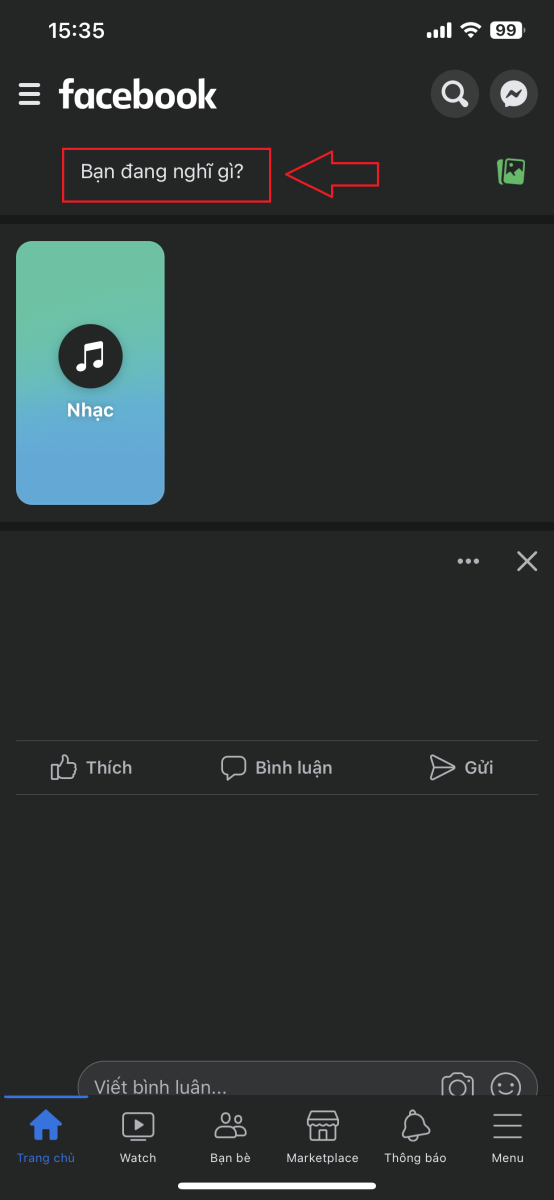 15:35
99
facebook
Bạn đang nghĩ gì?
Nhạc
Thích
Bình luận
Gửi
Viết bình luận...
Trang chủ
Watch
Bạn bè
Marketplace
Thông báo
Menu